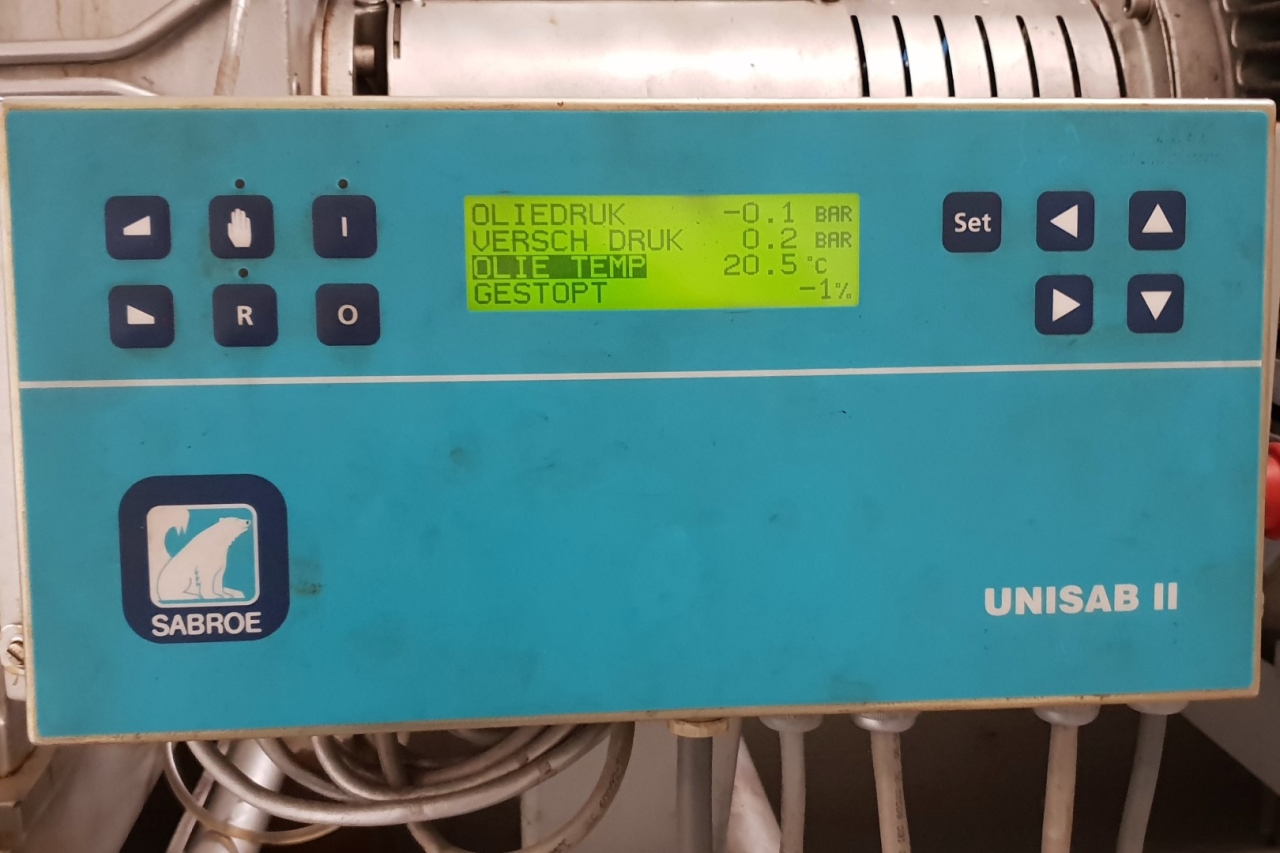 OLIEDRUK -0.1 BAR
VERSCH DRUK 0.2 BAR
OLIE TEMP 20.5 °C
GESTOPT -1%
I
Set
R
O
SABROE
UNISAB II